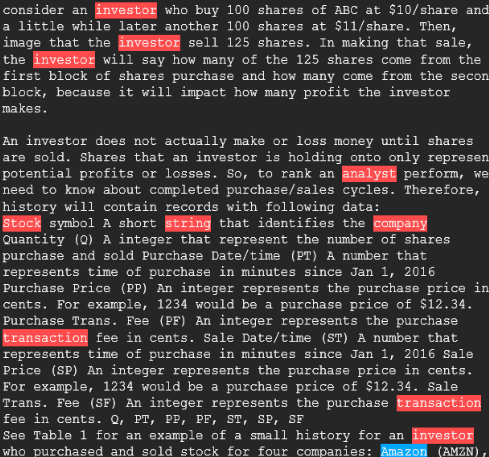 consider an investor who buy 100 shares of ABC at $10/share and
a little while later another 100 shares at $11/share. Then,
image that the investor sell 125 shares. In making that sale,
the investor will say how many of the 125 shares come from the
first block of shares purchase and how many come from the secon
block, because it will impact how many profit the investor
makes.
An investor does not actually make or loss money until shares
are sold. Shares that an investor is holding onto only represen
potential profits or losses. So, to rank an analyst perform, we
need to know about completed purchase/sales cycles. Therefore,
history will contain records with following data:
Stock symbol A short string that identifies the company
Quantity (Q) A integer that represent the number of shares
purchase and sold Purchase Date/time (PT) A number that
represents time of purchase in minutes since Jan 1, 2016
Purchase Price (PP) An integer represents the purchase price in
cents. For example, 1234 would be a purchase price of $12.34.
Purchase Trans. Fee (PF) An integer represents the purchase
transaction fee in cents. Sale Date/time (ST) A number that
represents time of purchase in minutes since Jan 1, 2016 Sale
Price (SP) An integer represents the purchase price in cents.
For example, 1234 would be a purchase price of $12.34. Sale
Trans. Fee (SF) An integer represents the purchase transaction
fee in cents. Q, PT, PP, PF, ST, SP, SF
See Table 1 for an example of a small history for an investor
who purchased and sold stock for four companies: Amazon (AMZN),